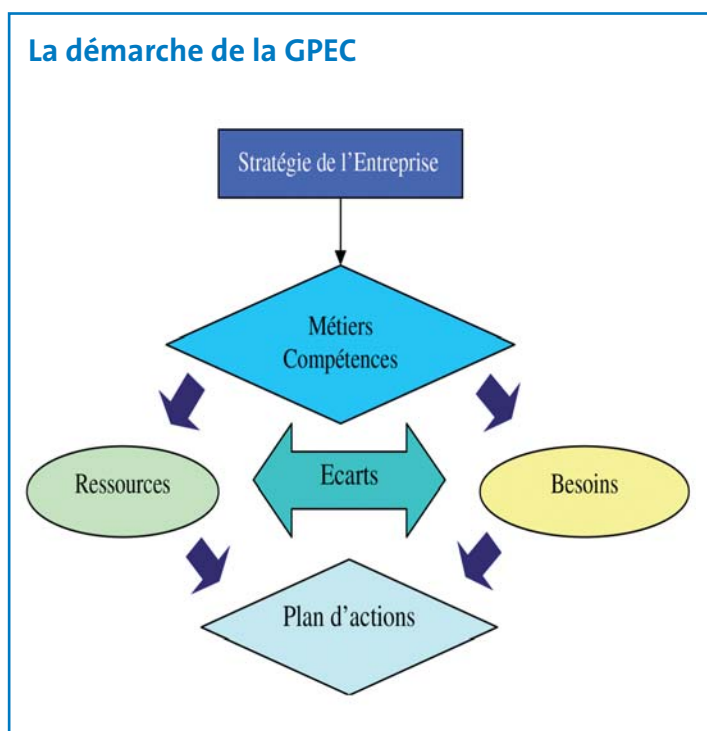 La démarche de la GPEC
Stratégie de l'Entreprise
Métiers
Compétences
Ressources
Ecarts
Besoins
Plan d'actions